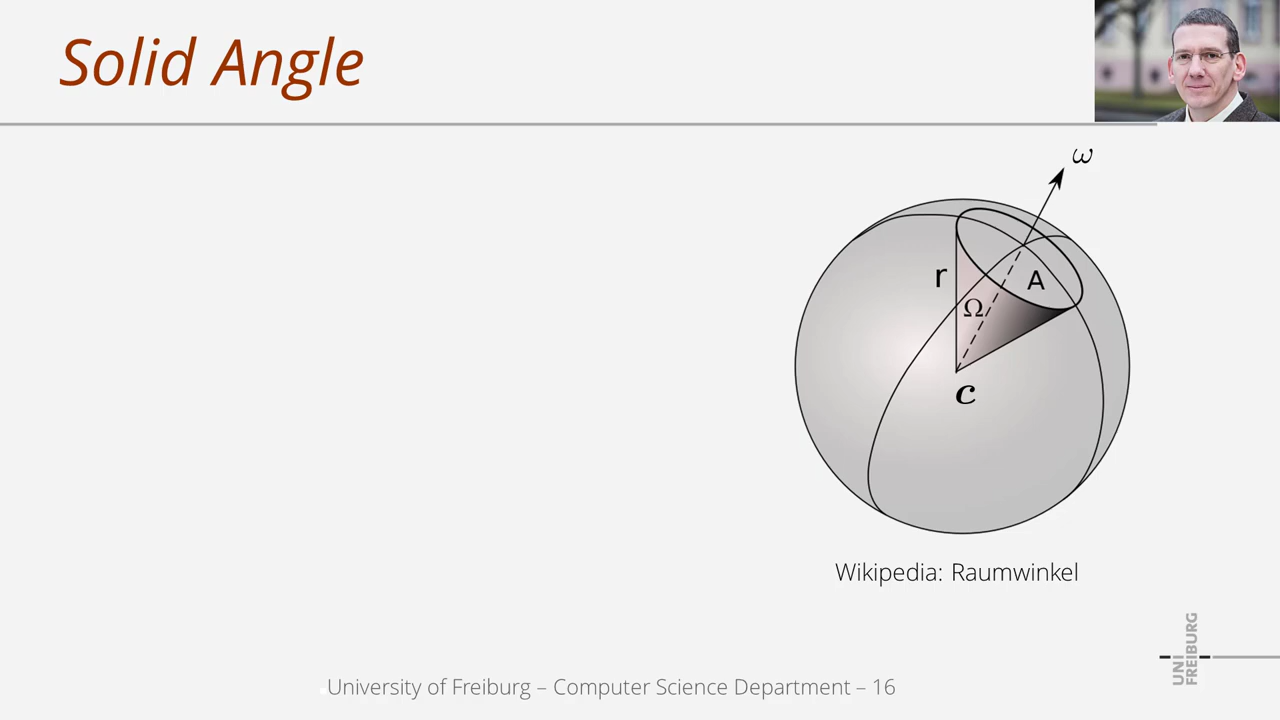 Solid Angle
ω
r
A
Ω
c
Wikipedia: Raumwinkel
UNI
FREIBURG
University of Freiburg – Computer Science Department – 16